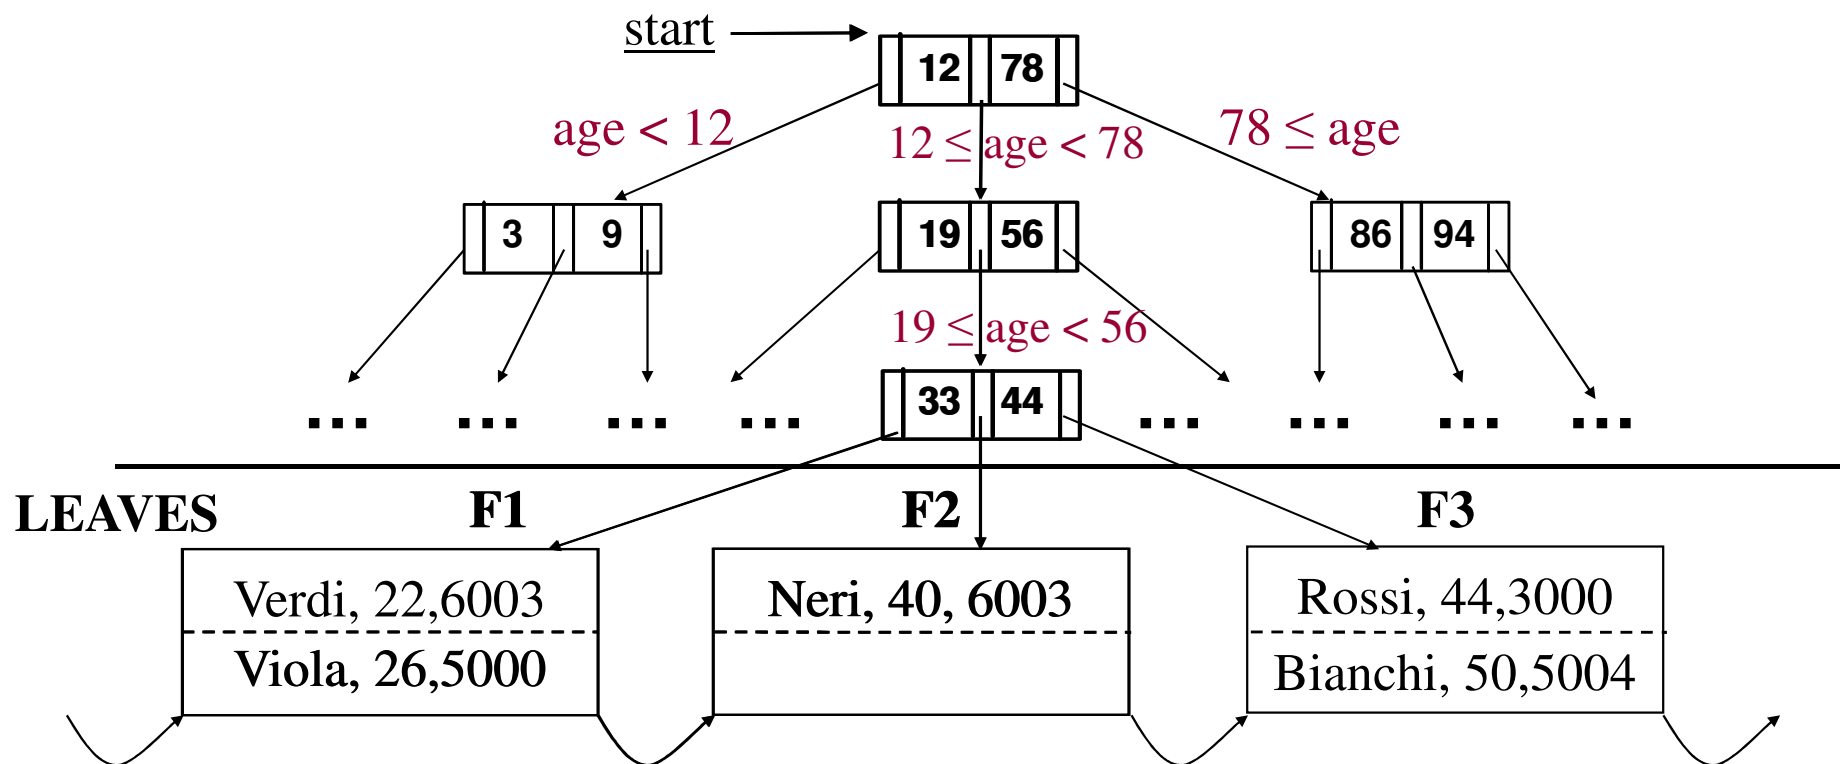 start
12 78
age < 12
12 ≤ age < 78
78 ≤ age
3 9
19 56
86 94
19 ≤ age < 56
33 44
... ... ... ... ... ... ... ...
LEAVES F1 F2 F3
Verdi, 22,6003
Viola, 26,5000
Neri, 40, 6003
Rossi, 44,3000
Bianchi, 50,5004